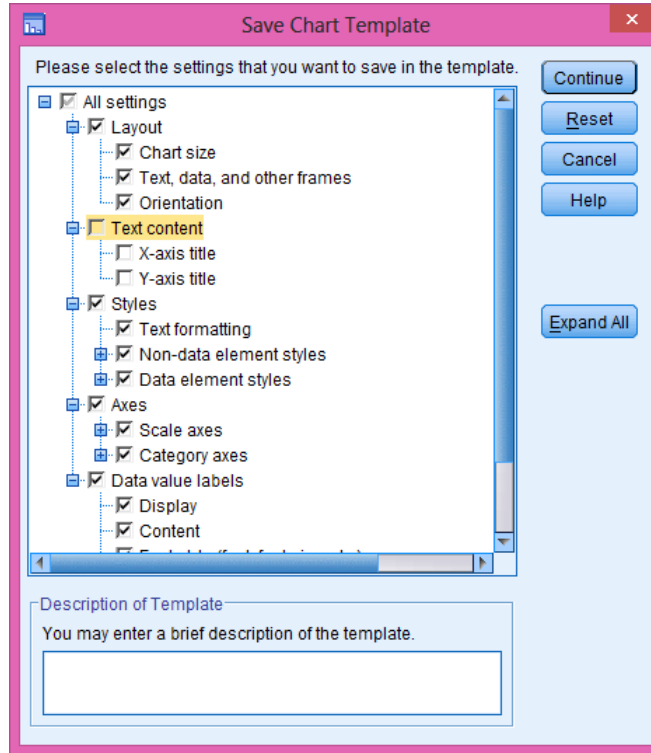 Save Chart Template
Please select the settings that you want to save in the template.
All settings
Layout
Chart size
Text, data, and other frames
Orientation
Text content
X-axis title
Y-axis title
Styles
Text formatting
Non-data element styles
Data element styles
Axes
Scale axes
Category axes
Data value labels
Display
Content
Continue
Reset
Cancel
Help
Expand All
Description of Template
You may enter a brief description of the template.